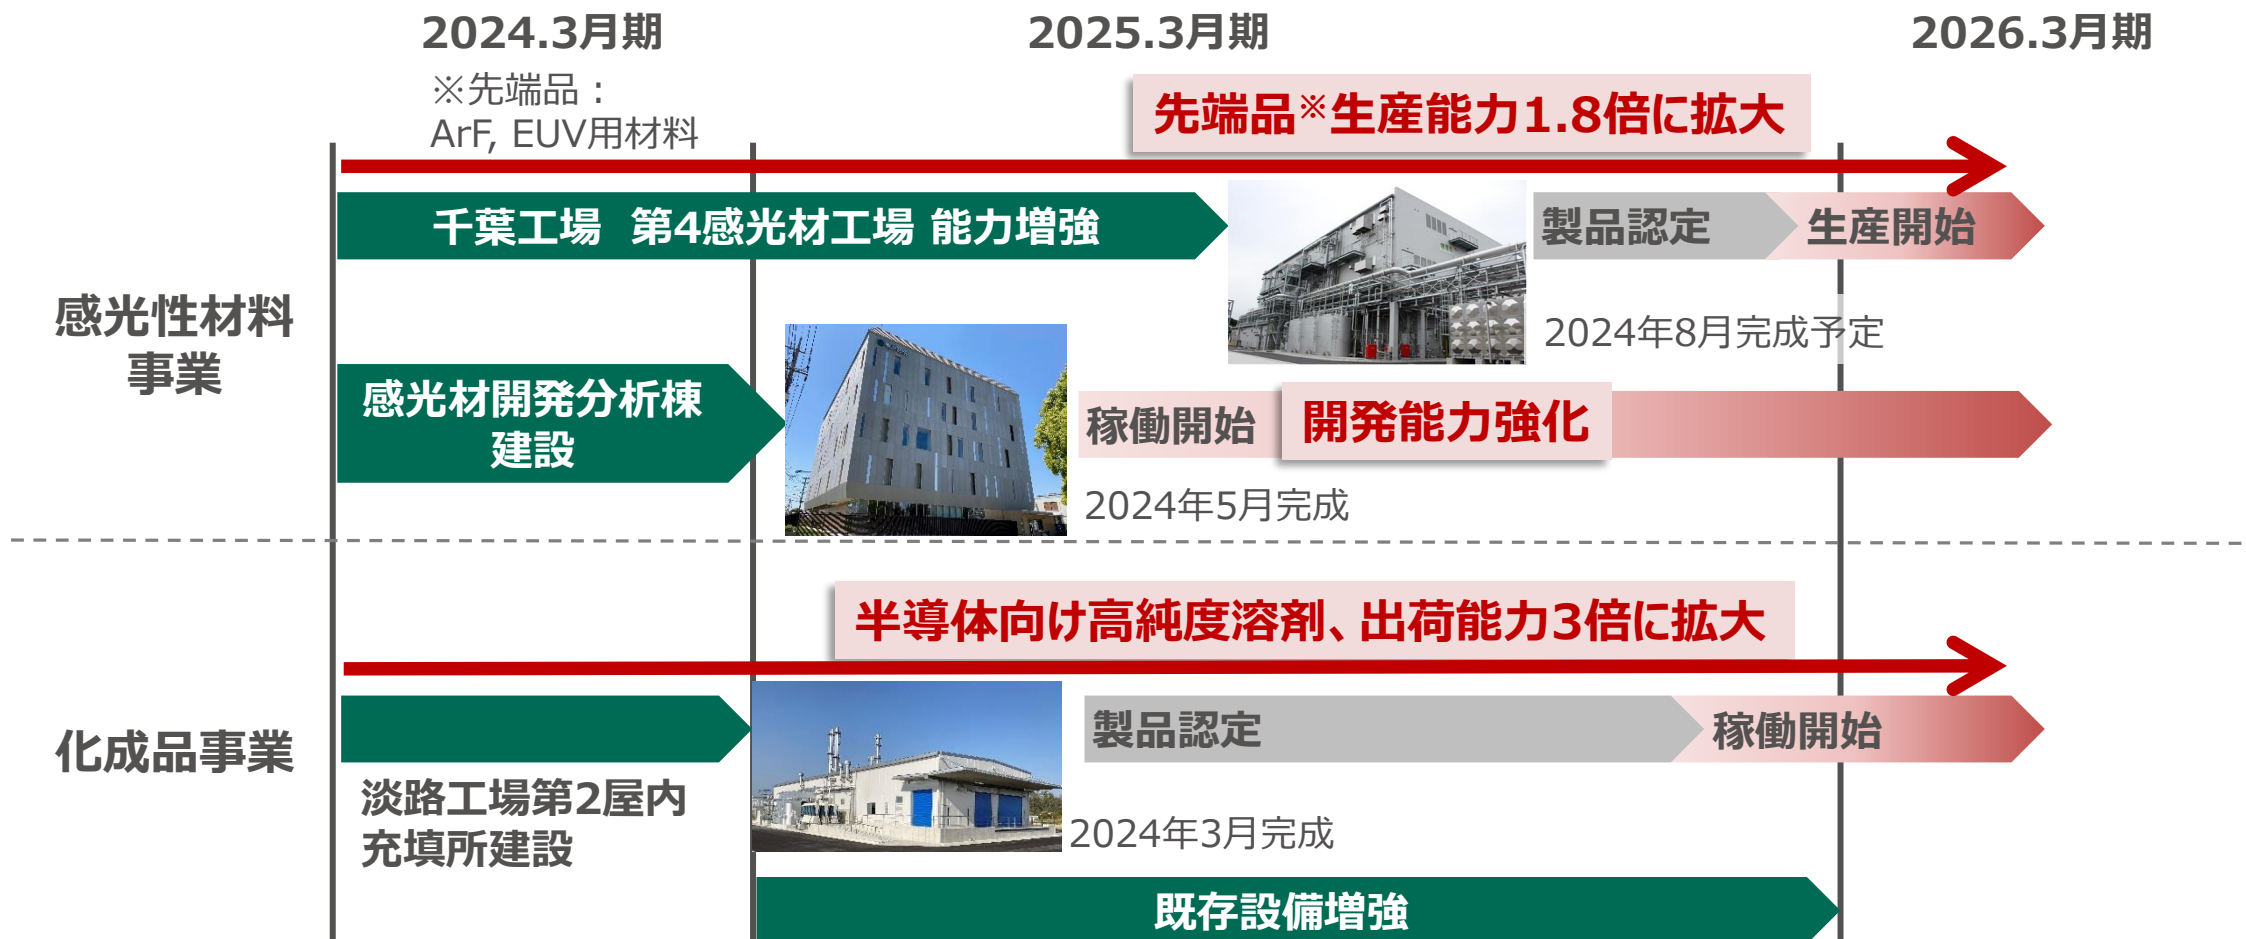 2024.3月期
2025.3月期
2026.3月期
※先端品：
ArF, EUV用材料
先端品※生産能力1.8倍に拡大
千葉工場 第4感光材工場 能力増強
製品認定
生産開始
2024年8月完成予定
感光性材料
事業
感光材開発分析棟
建設
稼働開始
開発能力強化
2024年5月完成
半導体向け高純度溶剤、出荷能力3倍に拡大
化成品事業
製品認定
稼働開始
淡路工場第2屋内
充填所建設
2024年3月完成
既存設備増強